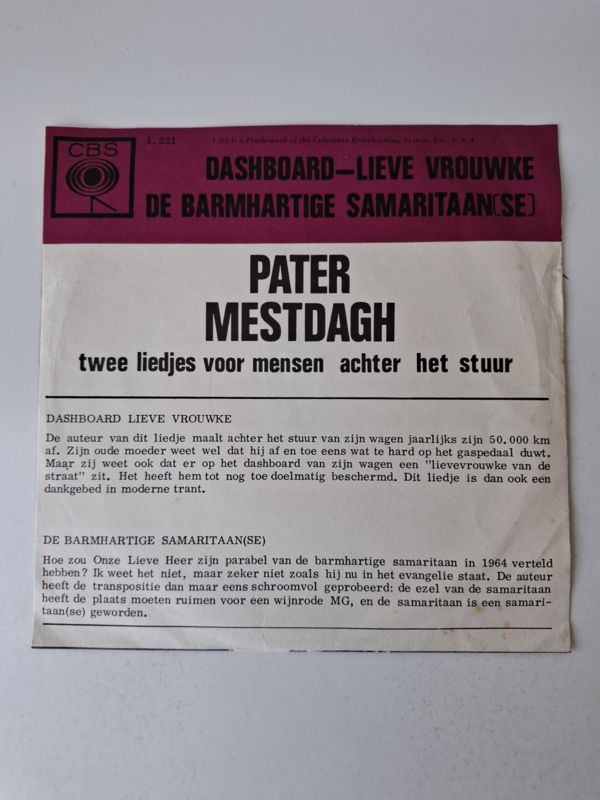 CBS
1.221
CBS Is a Trademark of the Columbia Broadcasting System, Inc., U.S.A.
DASHBOARD–LIEVE VROUWKE
DE BARMHARTIGE SAMARITAAN(SE)
PATER
MESTDAGH
twee liedjes voor mensen achter het stuur
DASHBOARD LIEVE VROUWKE
De auteur van dit liedje maalt achter het stuur van zijn wagen jaarlijks zijn 50.000 km
af. Zijn oude moeder weet wel dat hij af en toe eens wat te hard op het gaspedaal duwt.
Maar zij weet ook dat er op het dashboard van zijn wagen een "lievevrouwke van de
straat" zit. Het heeft hem tot nog toe doelmatig beschermd. Dit liedje is dan ook een
dankgebed in moderne trant.
DE BARMHARTIGE SAMARITAAN(SE)
Hoe zou Onze Lieve Heer zijn parabel van de barmhartige samaritaan in 1964 verteld
hebben? Ik weet het niet, maar zeker niet zoals hij nu in het evangelie staat. De auteur
heeft de transpositie dan maar eens schroomvol geprobeerd: de ezel van de samaritaan
heeft de plaats moeten ruimen voor een wijnrode MG, en de samaritaan is een samari-
taan(se) geworden.